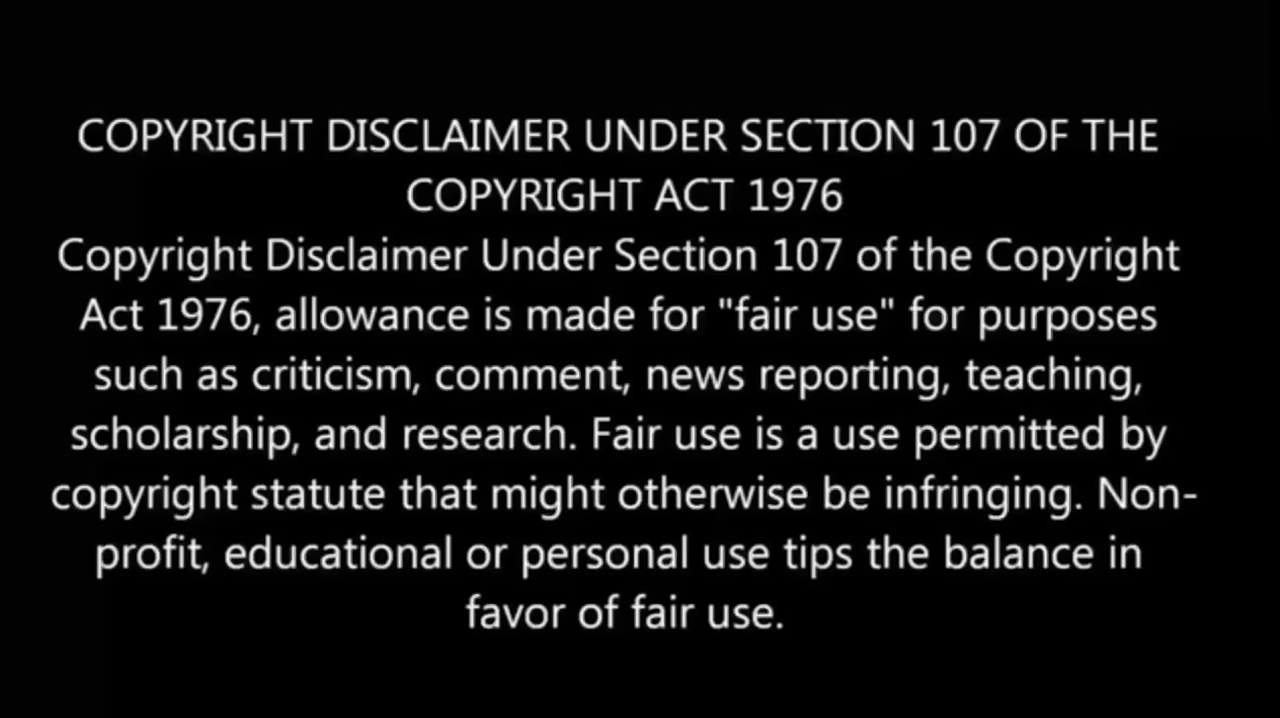 COPYRIGHT DISCLAIMER UNDER SECTION 107 OF THE
COPYRIGHT ACT 1976
Copyright Disclaimer Under Section 107 of the Copyright
Act 1976, allowance is made for "fair use" for purposes
such as criticism, comment, news reporting, teaching,
scholarship, and research. Fair use is a use permitted by
copyright statute that might otherwise be infringing. Non-
profit, educational or personal use tips the balance in
favor of fair use.